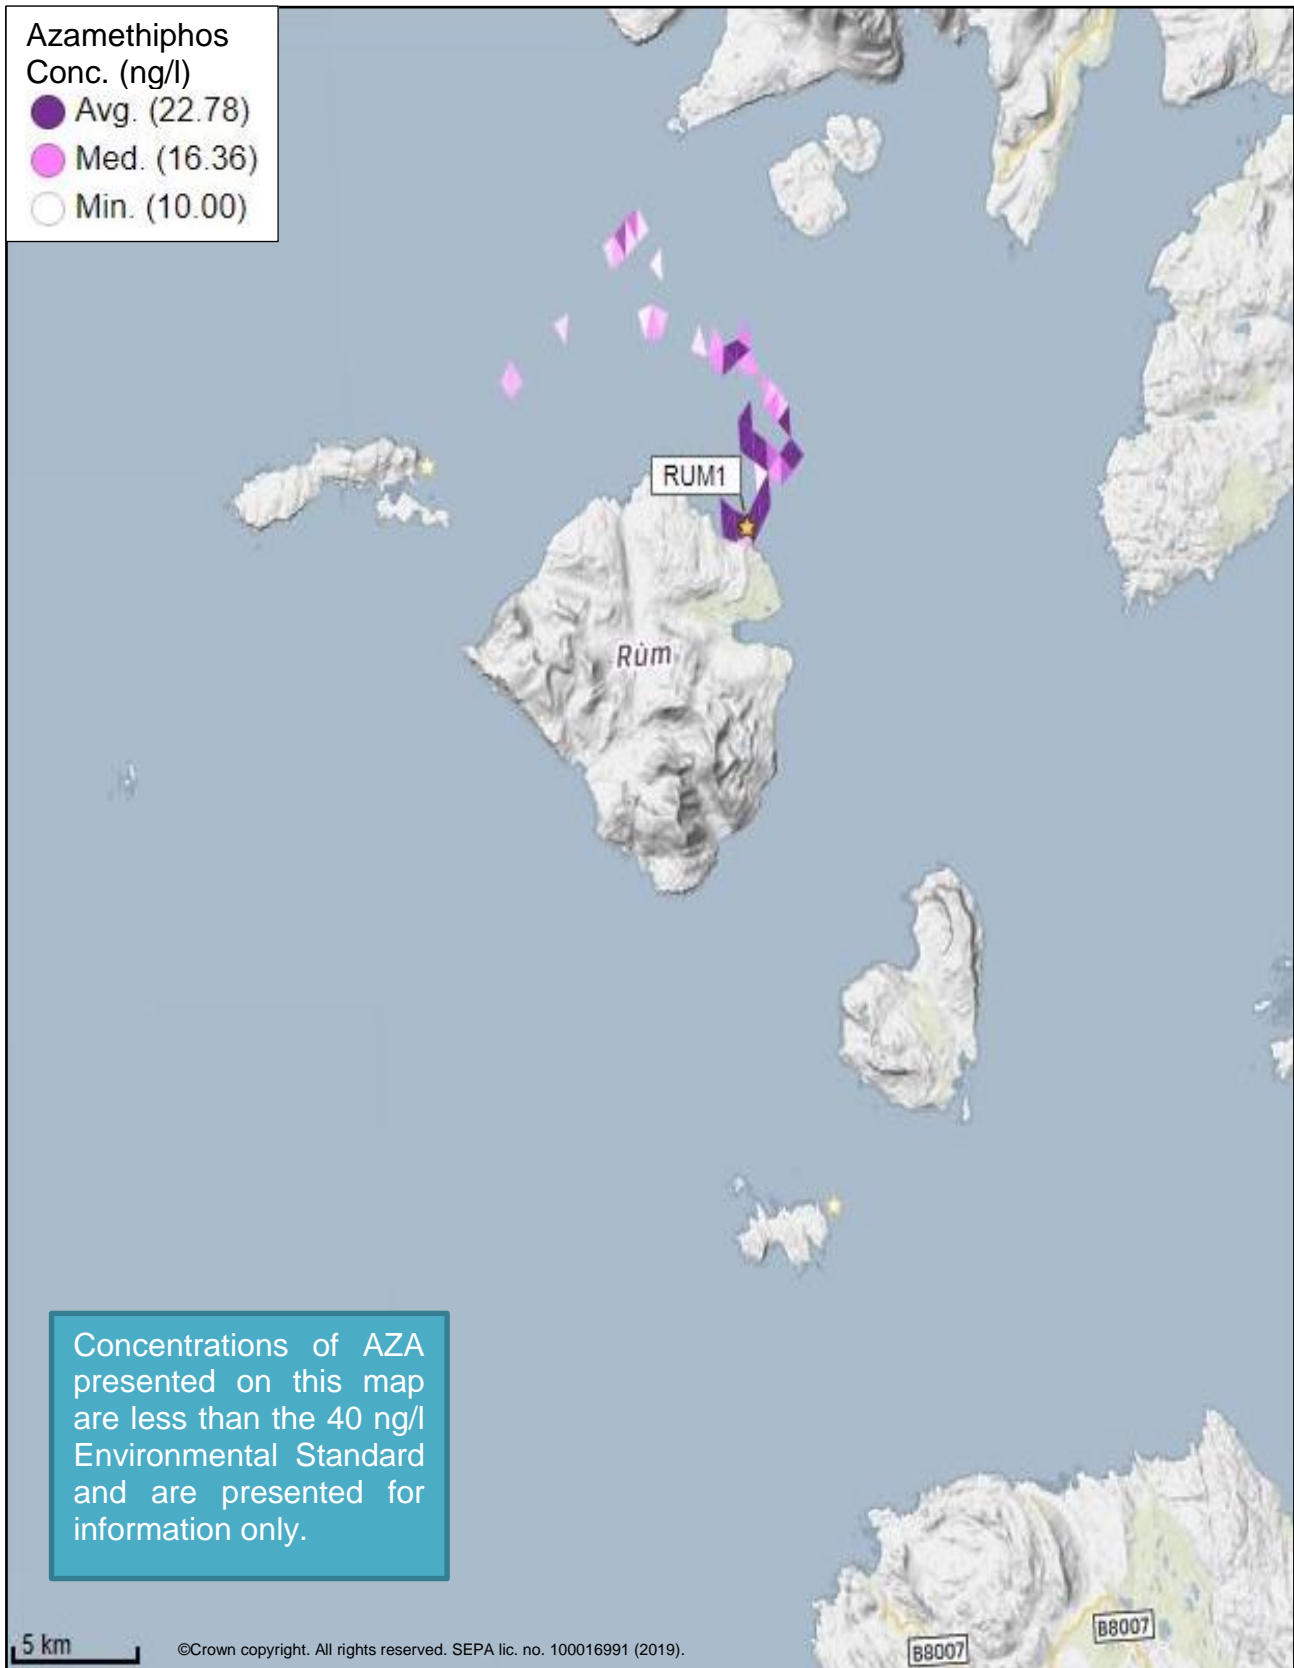 Azamethiphos
Conc. (ng/l)
Avg. (22.78)
Med. (16.36)
Min. (10.00)
RUM1
Rùm
Concentrations of AZA
presented on this map
are less than the 40 ng/l
Environmental Standard
and are presented for
information only.
B8007
B8007
5 km
©Crown copyright. All rights reserved. SEPA lic. no. 100016991 (2019).